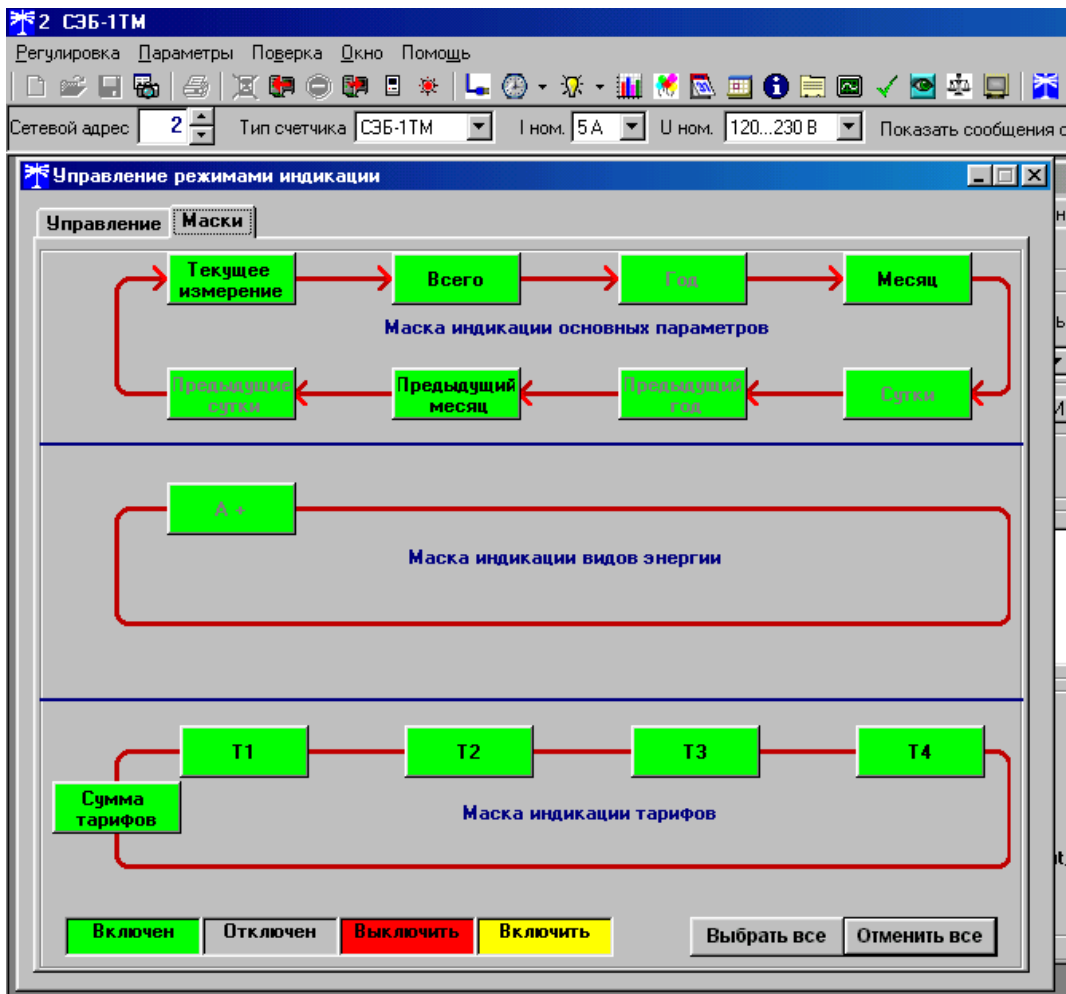 2 СЭБ-1ТМ
Регулировка Параметры Поверка Окно Помощь
Сетевой адрес 2 Тип счетчика СЭБ-1ТМ I ном. 5 А U ном. 120...230 В Показать сообщения
Управление режимами индикации
Управление Маски
Текущее измерение Всего Год Месяц
Маска индикации основных параметров
Предыдущие сутки Предыдущий месяц Предыдущий год Сутки
А +
Маска индикации видов энергии
Т1 Т2 Т3 Т4
Сумма тарифов
Маска индикации тарифов
Включен Отключен Выключить Включить Выбрать все Отменить все